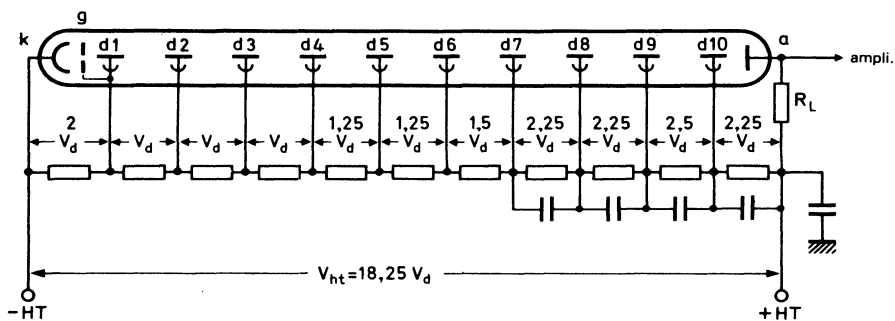 g
k
d1 d2 d3 d4 d5 d6 d7 d8 d9 d10
a
ampli.
R_L
2 V_d
V_d
V_d
V_d
1,25 V_d
1,25 V_d
1,5 V_d
2,25 V_d
2,25 V_d
2,5 V_d
2,25 V_d
V_ht=18,25 V_d
−HT
+HT